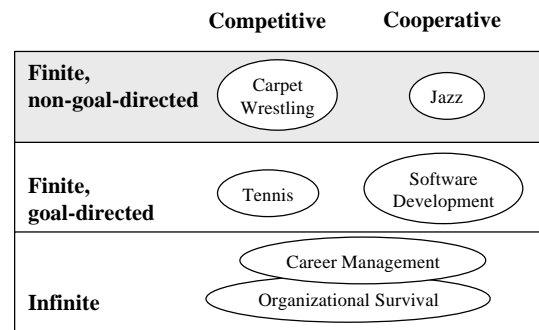 Competitive Cooperative
Finite,
non-goal-directed
Carpet
Wrestling
Jazz
Finite,
goal-directed
Tennis
Software
Development
Infinite
Career Management
Organizational Survival